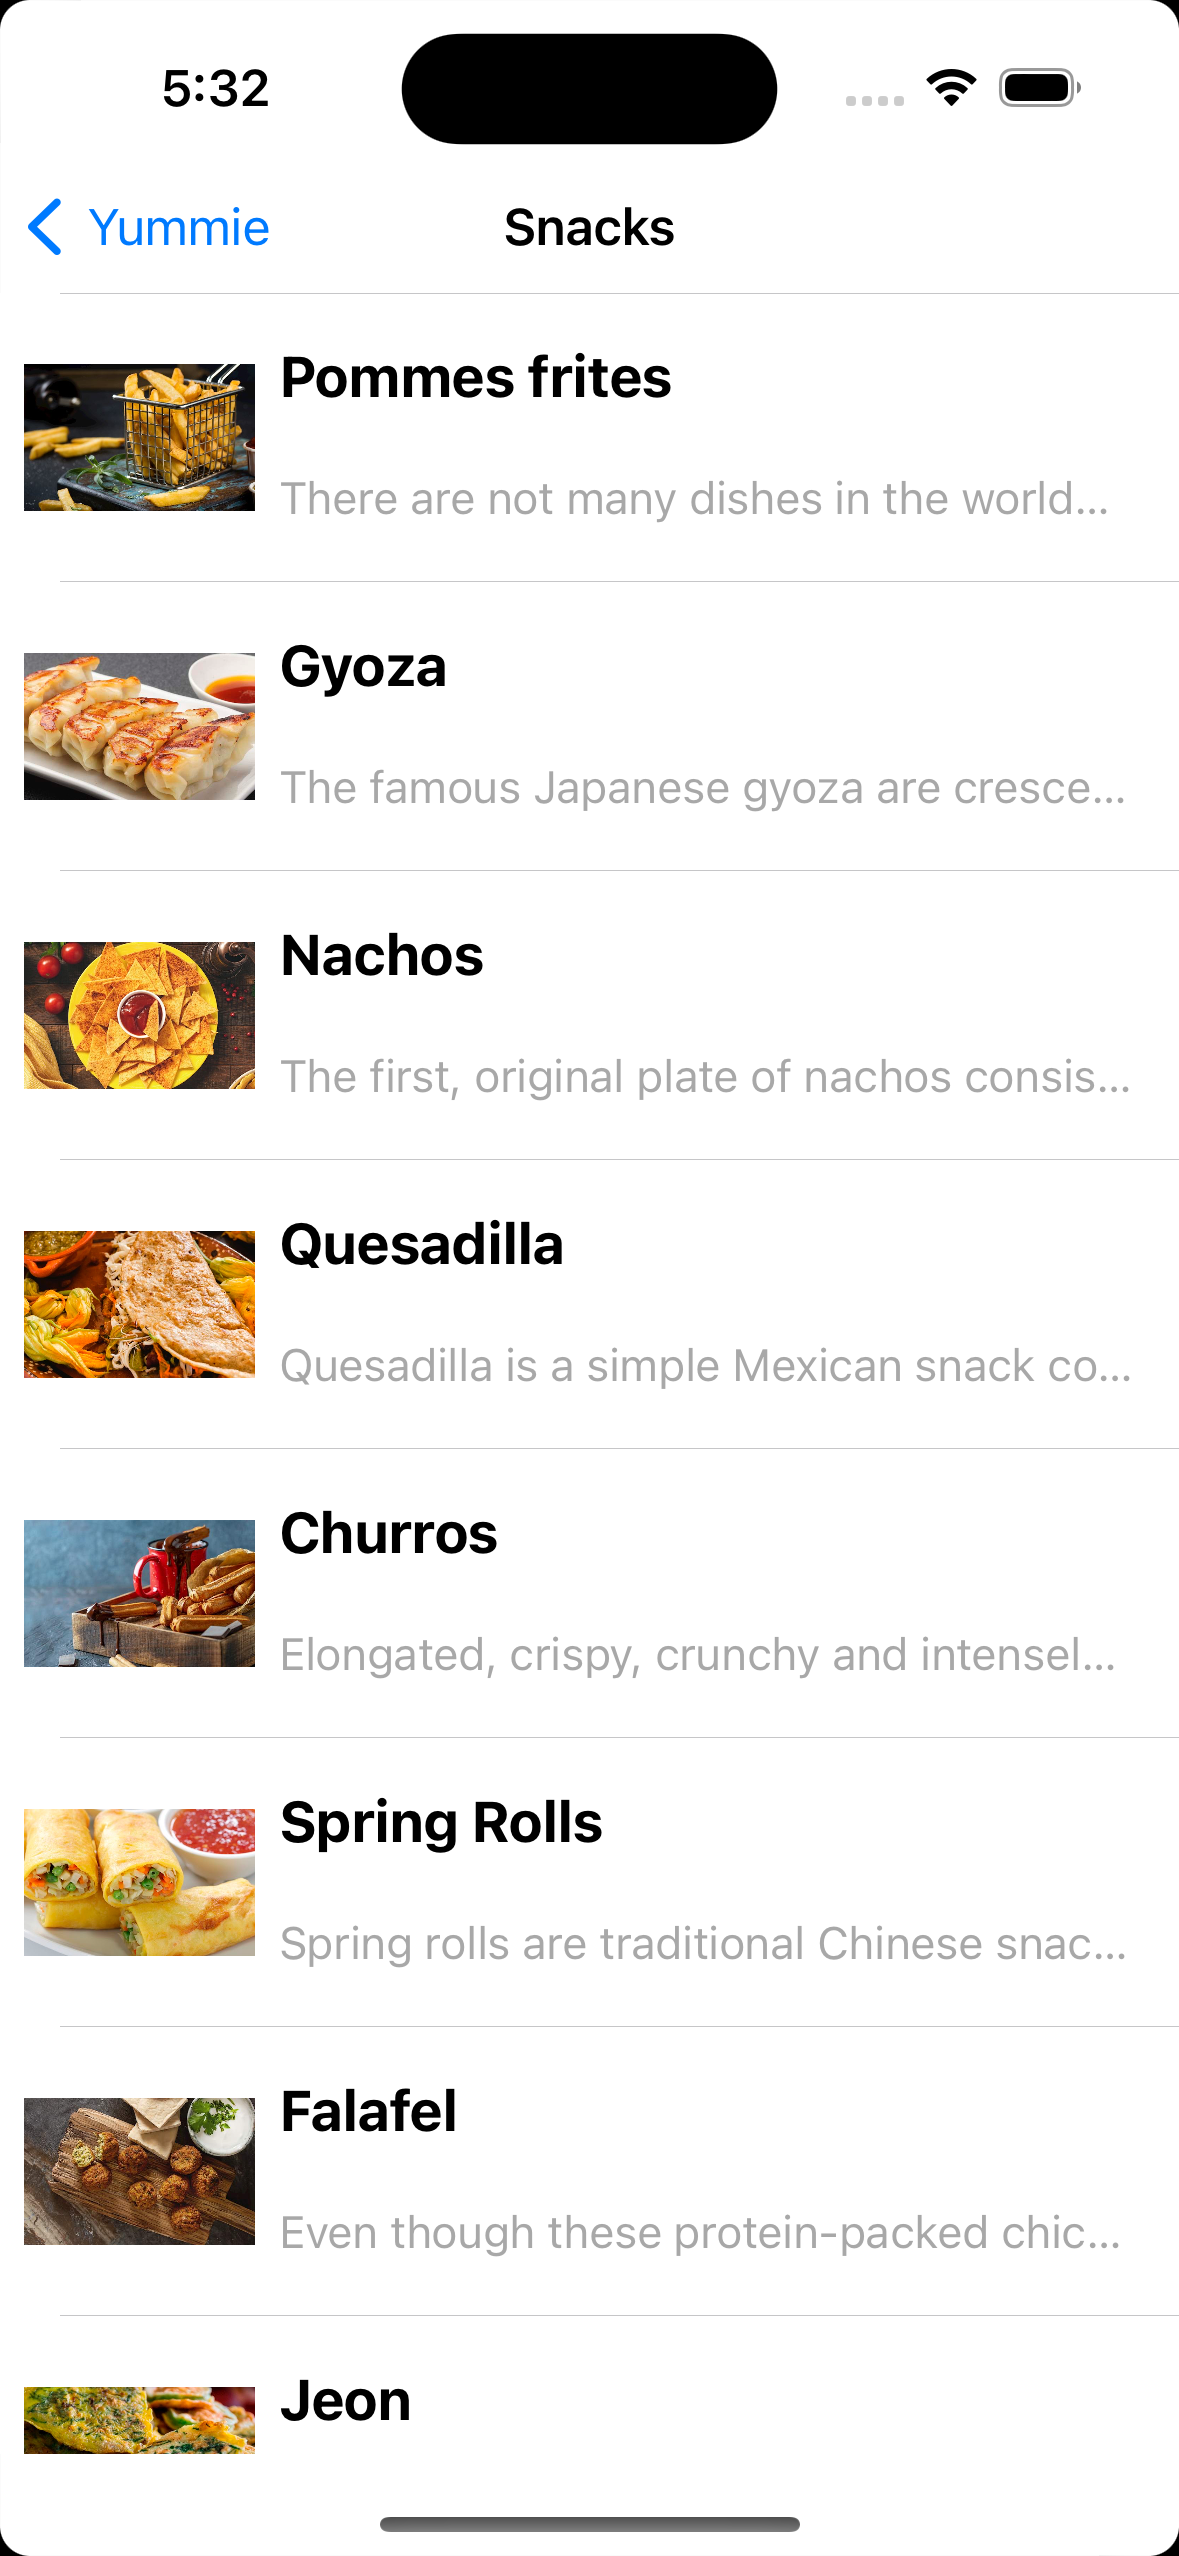 5:32
Yummie
Snacks
Pommes frites
There are not many dishes in the world...
Gyoza
The famous Japanese gyoza are cresce...
Nachos
The first, original plate of nachos consis...
Quesadilla
Quesadilla is a simple Mexican snack co...
Churros
Elongated, crispy, crunchy and intensel...
Spring Rolls
Spring rolls are traditional Chinese snac...
Falafel
Even though these protein-packed chic...
Jeon